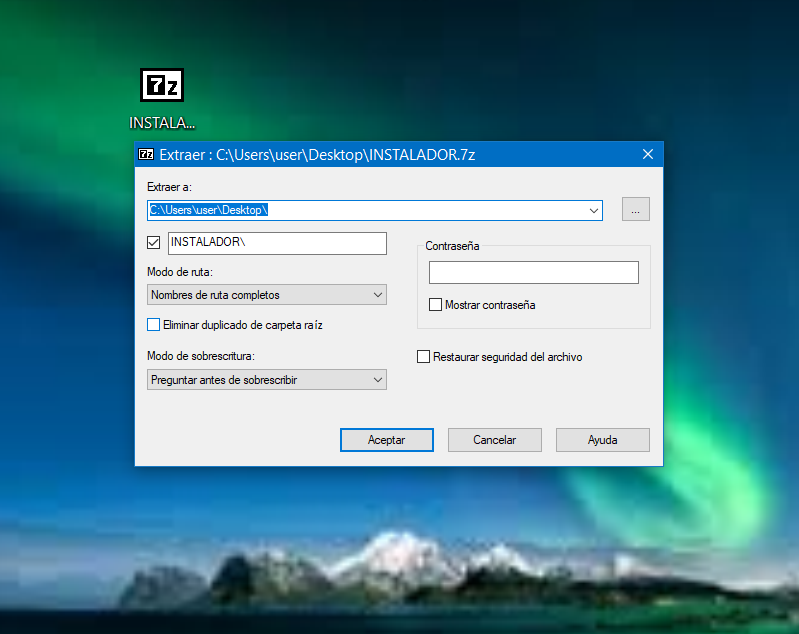 7z
INSTALA...
7z Extraer : C:\Users\user\Desktop\INSTALADOR.7z
Extraer a:
C:\Users\user\Desktop\
...
INSTALADOR\
Contraseña
Modo de ruta:
Nombres de ruta completos
Mostrar contraseña
Eliminar duplicado de carpeta raíz
Modo de sobrescritura:
Restaurar seguridad del archivo
Preguntar antes de sobrescribir
Aceptar
Cancelar
Ayuda